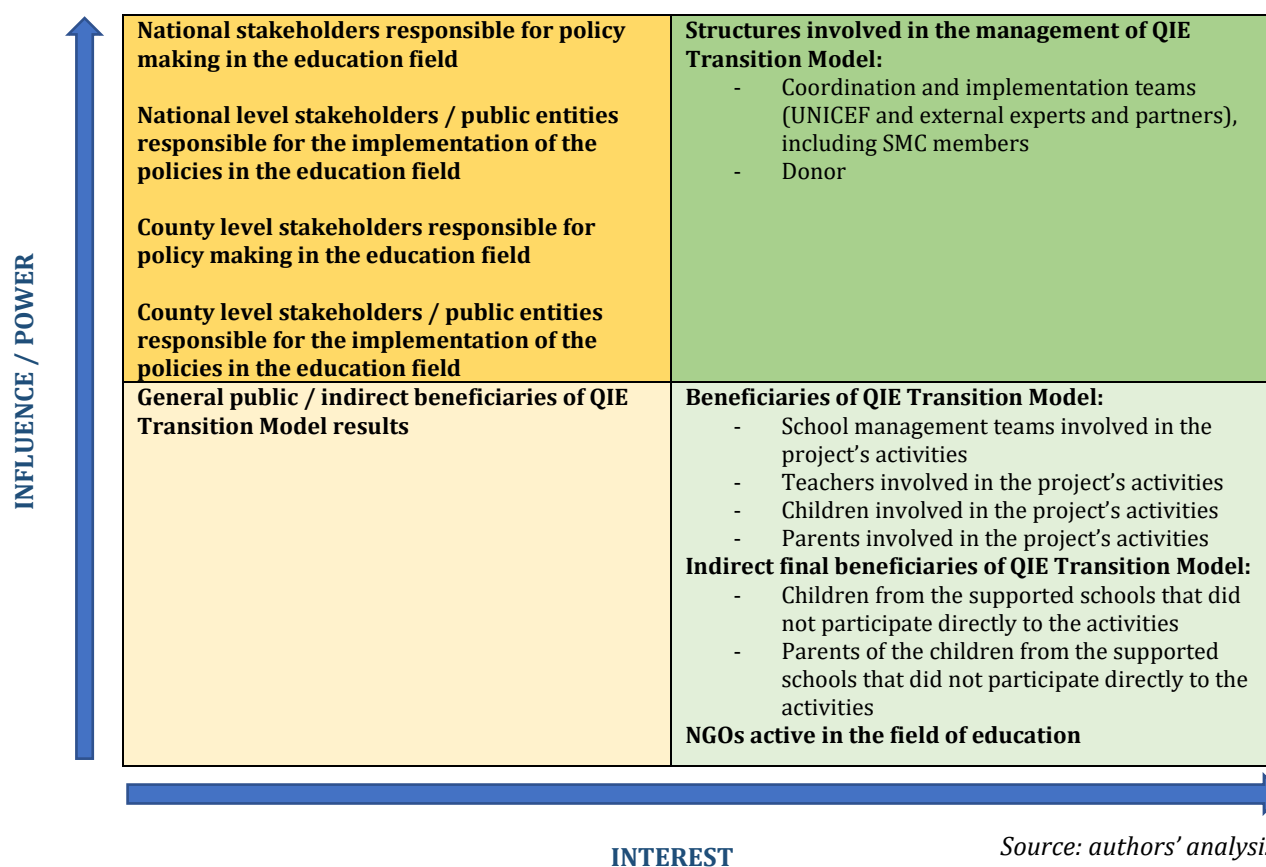 INFLUENCE / POWER
National stakeholders responsible for policy
making in the education field
National level stakeholders / public entities
responsible for the implementation of the
policies in the education field
County level stakeholders responsible for
policy making in the education field
County level stakeholders / public entities
responsible for the implementation of the
policies in the education field
Structures involved in the management of QIE
Transition Model:
- Coordination and implementation teams
(UNICEF and external experts and partners),
including SMC members
- Donor
General public / indirect beneficiaries of QIE
Transition Model results
Beneficiaries of QIE Transition Model:
- School management teams involved in the
project's activities
- Teachers involved in the project's activities
- Children involved in the project's activities
- Parents involved in the project's activities
Indirect final beneficiaries of QIE Transition Model:
- Children from the supported schools that did
not participate directly to the activities
- Parents of the children from the supported
schools that did not participate directly to the
activities
NGOs active in the field of education
INTEREST
Source: authors' analysis